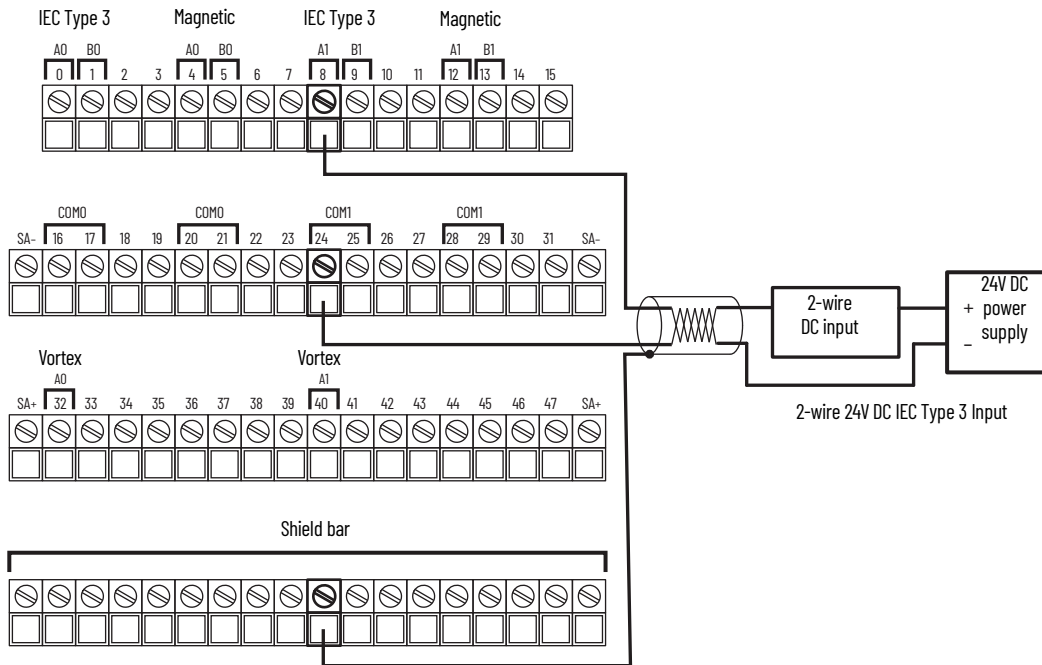 IEC Type 3 Magnetic IEC Type 3 Magnetic
A0 B0 A0 B0 A1 B1 A1 B1
0 1 2 3 4 5 6 7 8 9 10 11 12 13 14 15
COM0 COM0 COM1 COM1
SA- 16 17 18 19 20 21 22 23 24 25 26 27 28 29 30 31 SA-
24V DC
+ power
supply
–
2-wire
DC input
Vortex Vortex
A0 A1
SA+ 32 33 34 35 36 37 38 39 40 41 42 43 44 45 46 47 SA+
2-wire 24V DC IEC Type 3 Input
Shield bar